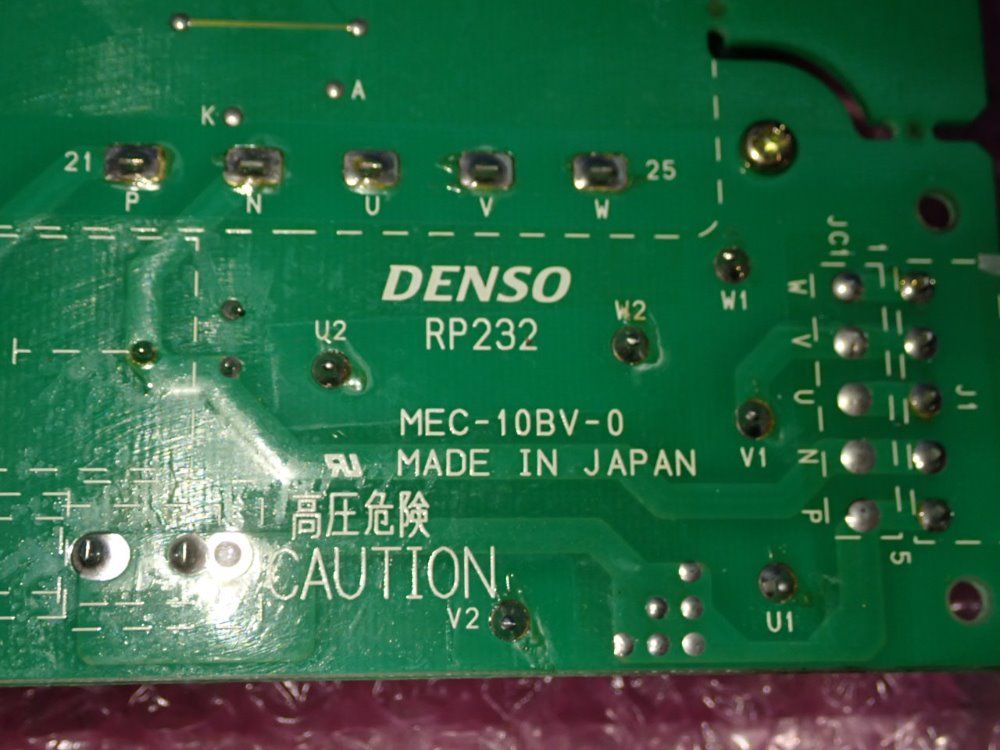 A
K
21
25
P N U V W
JC1
1
DENSO
W1
W
W2
RP232
U2
V
U
J1
MEC-10BV-0
V1
N
MADE IN JAPAN
高圧危険
P
5
CAUTION
V2
U1